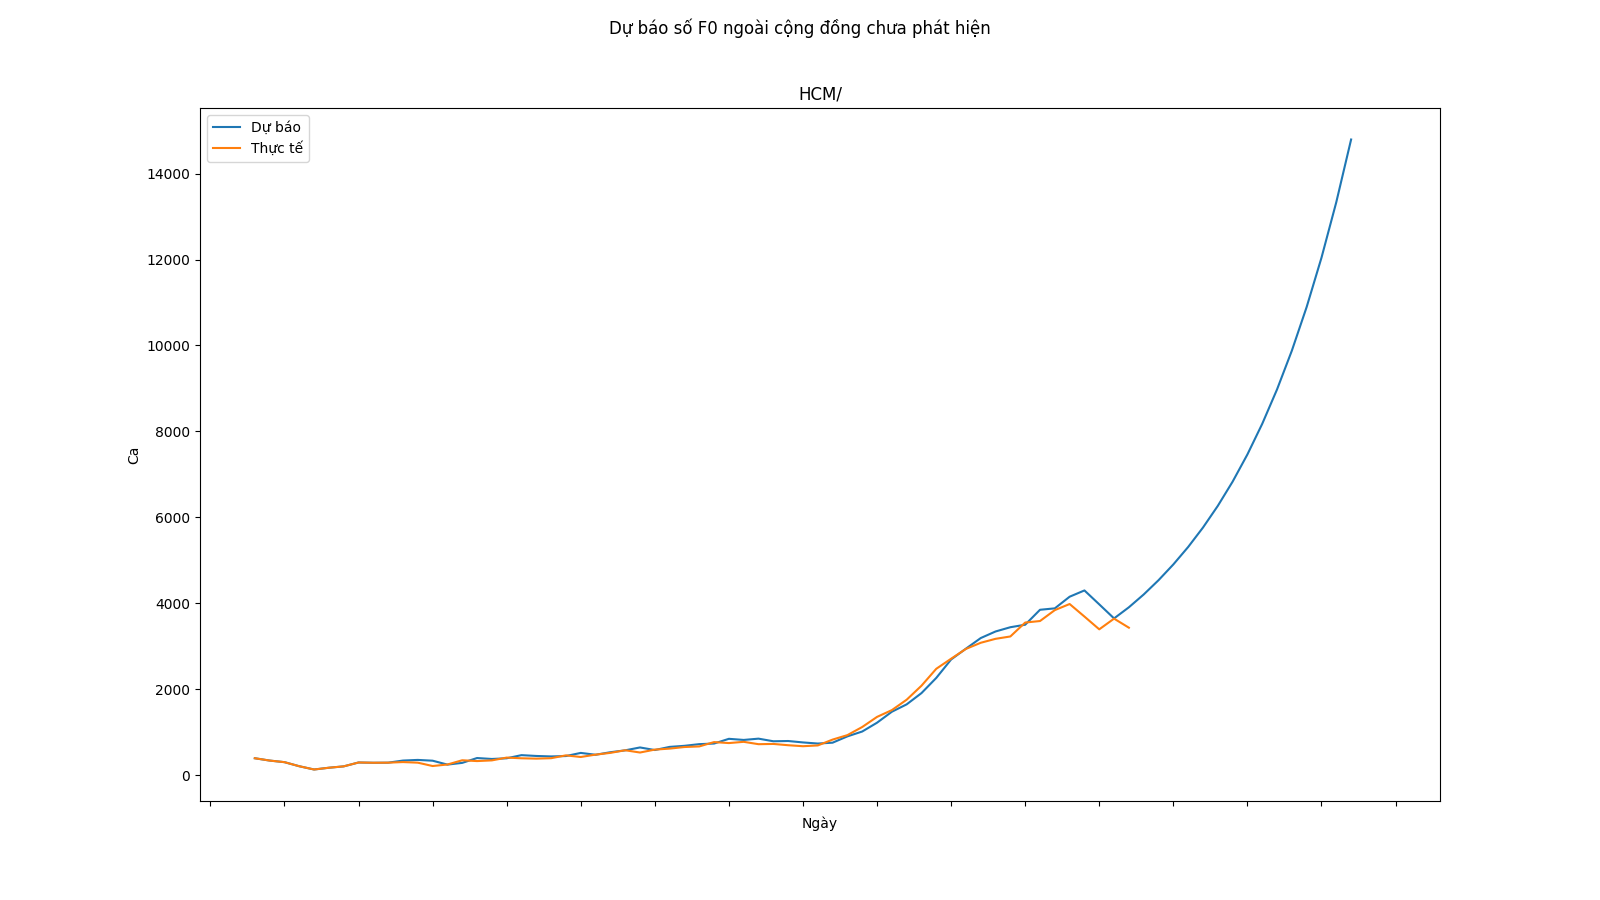 Dự báo số F0 ngoài cộng đồng chưa phát hiện
HCM/
Dự báo
Thực tế
14000
12000
10000
8000
6000
4000
2000
0
Ca
Ngày